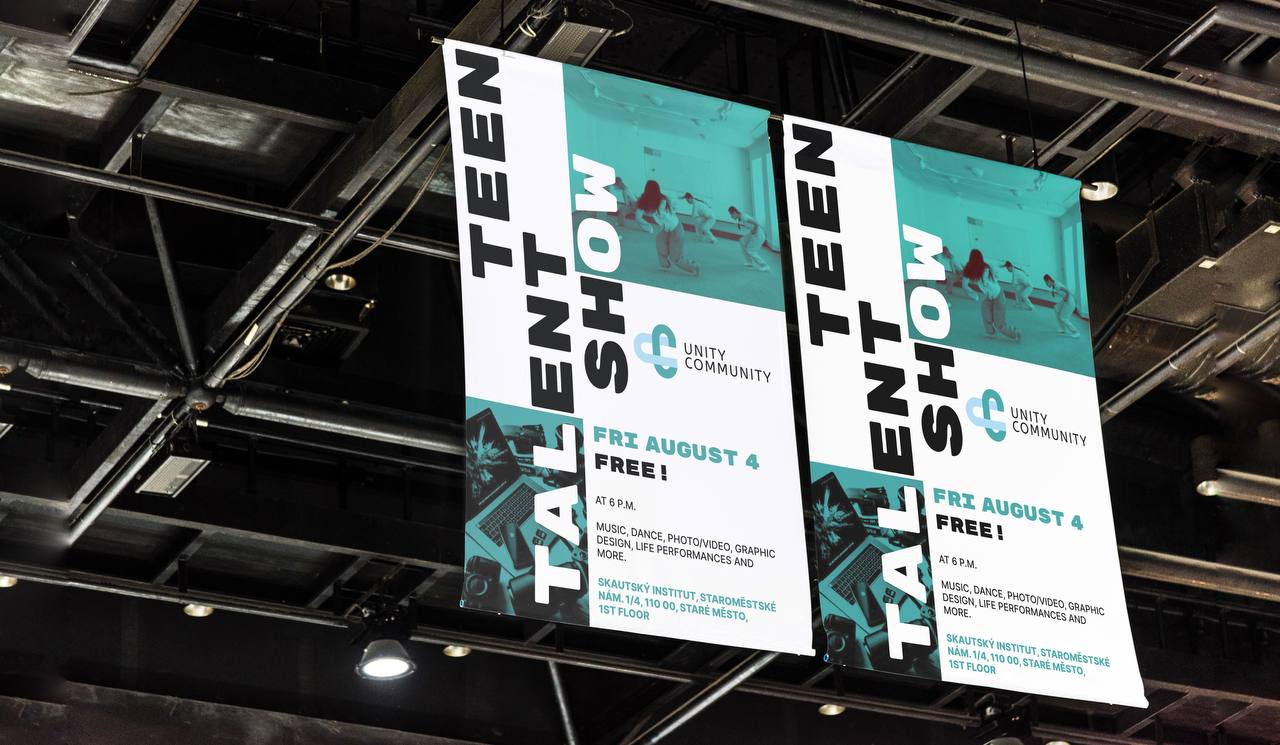 TEEN
TALENT
SHOW
UNITY
COMMUNITY
FRI AUGUST 4
FREE!
AT 6 P.M.
MUSIC, DANCE, PHOTO/VIDEO, GRAPHIC
DESIGN, LIFE PERFORMANCES AND
MORE.
SKAUTSKÝ INSTITUT, STAROMĚSTSKÉ
NÁM. 1/4, 110 00, STARÉ MĚSTO,
1ST FLOOR
TEEN
TALENT
SHOW
UNITY
COMMUNITY
FRI AUGUST 4
FREE!
AT 6 P.M.
MUSIC, DANCE, PHOTO/VIDEO, GRAPHIC
DESIGN, LIFE PERFORMANCES AND
MORE.
SKAUTSKÝ INSTITUT, STAROMĚSTSKÉ
NÁM. 1/4, 110 00, STARÉ MĚSTO,
1ST FLOOR